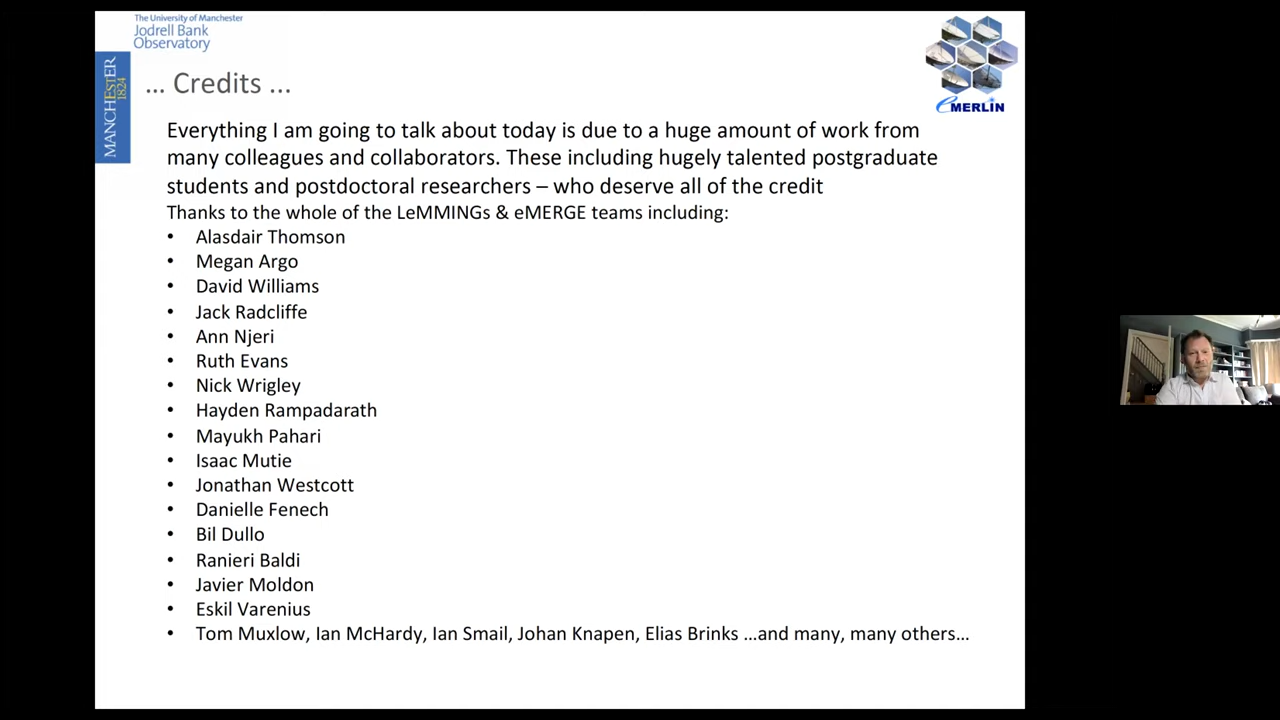 The University of Manchester
Jodrell Bank
Observatory
MANCHESTER
1824
eMERLIN
... Credits ...
Everything I am going to talk about today is due to a huge amount of work from
many colleagues and collaborators. These including hugely talented postgraduate
students and postdoctoral researchers – who deserve all of the credit
Thanks to the whole of the LeMMINGs & eMERGE teams including:
• Alasdair Thomson
• Megan Argo
• David Williams
• Jack Radcliffe
• Ann Njeri
• Ruth Evans
• Nick Wrigley
• Hayden Rampadarath
• Mayukh Pahari
• Isaac Mutie
• Jonathan Westcott
• Danielle Fenech
• Bil Dullo
• Ranieri Baldi
• Javier Moldon
• Eskil Varenius
• Tom Muxlow, Ian McHardy, Ian Smail, Johan Knapen, Elias Brinks ...and many, many others...